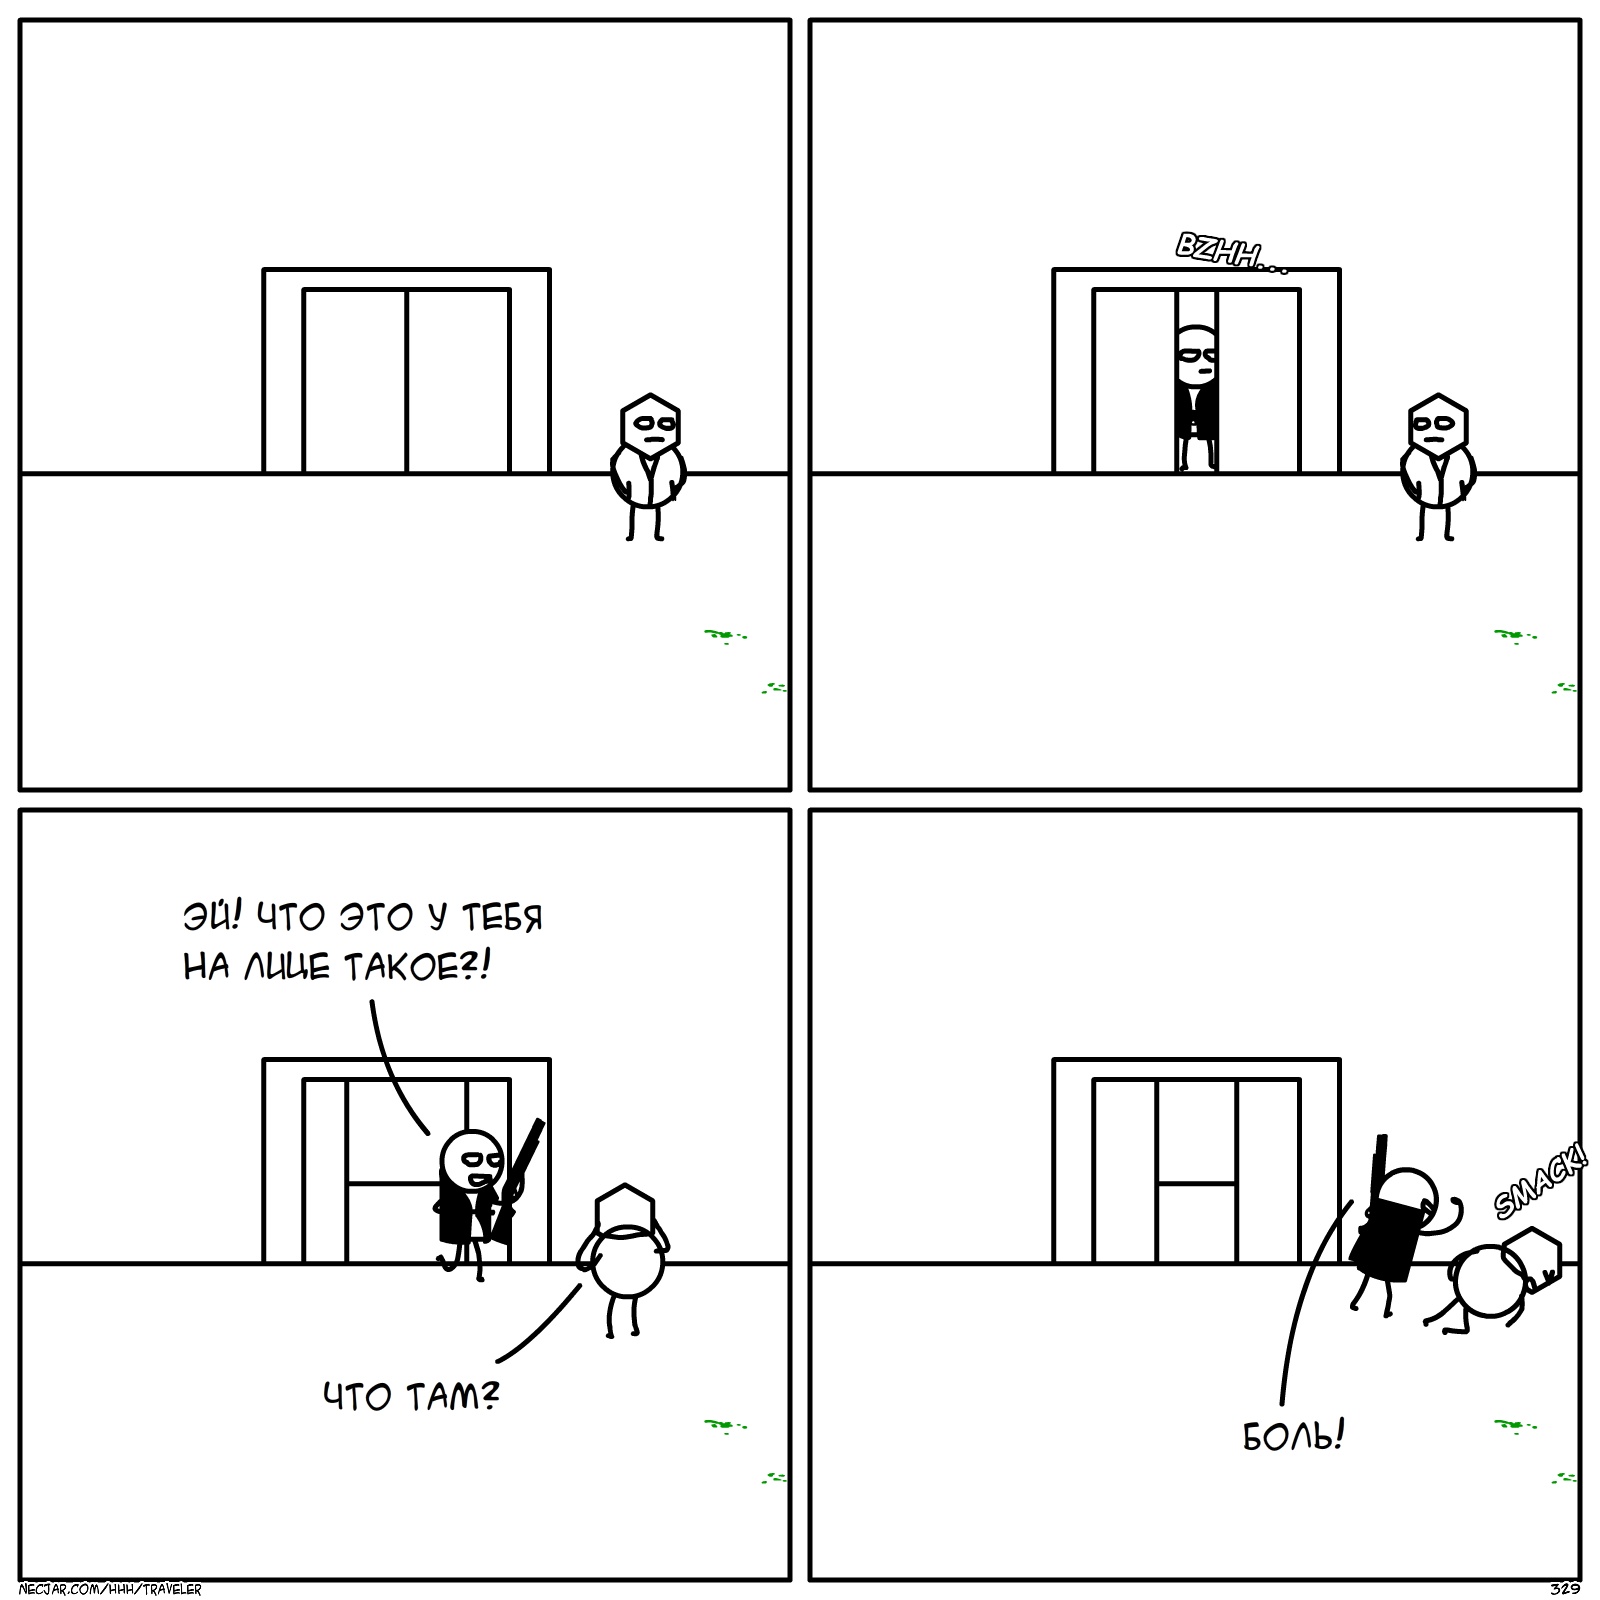 BZHH...
ЭЙ! ЧТО ЭТО У ТЕБЯ
НА ЛИЦЕ ТАКОЕ?!
ЧТО ТАМ?
SMACK!
БОЛЬ!
NECJAR.COM/HHH/TRAVELER
329